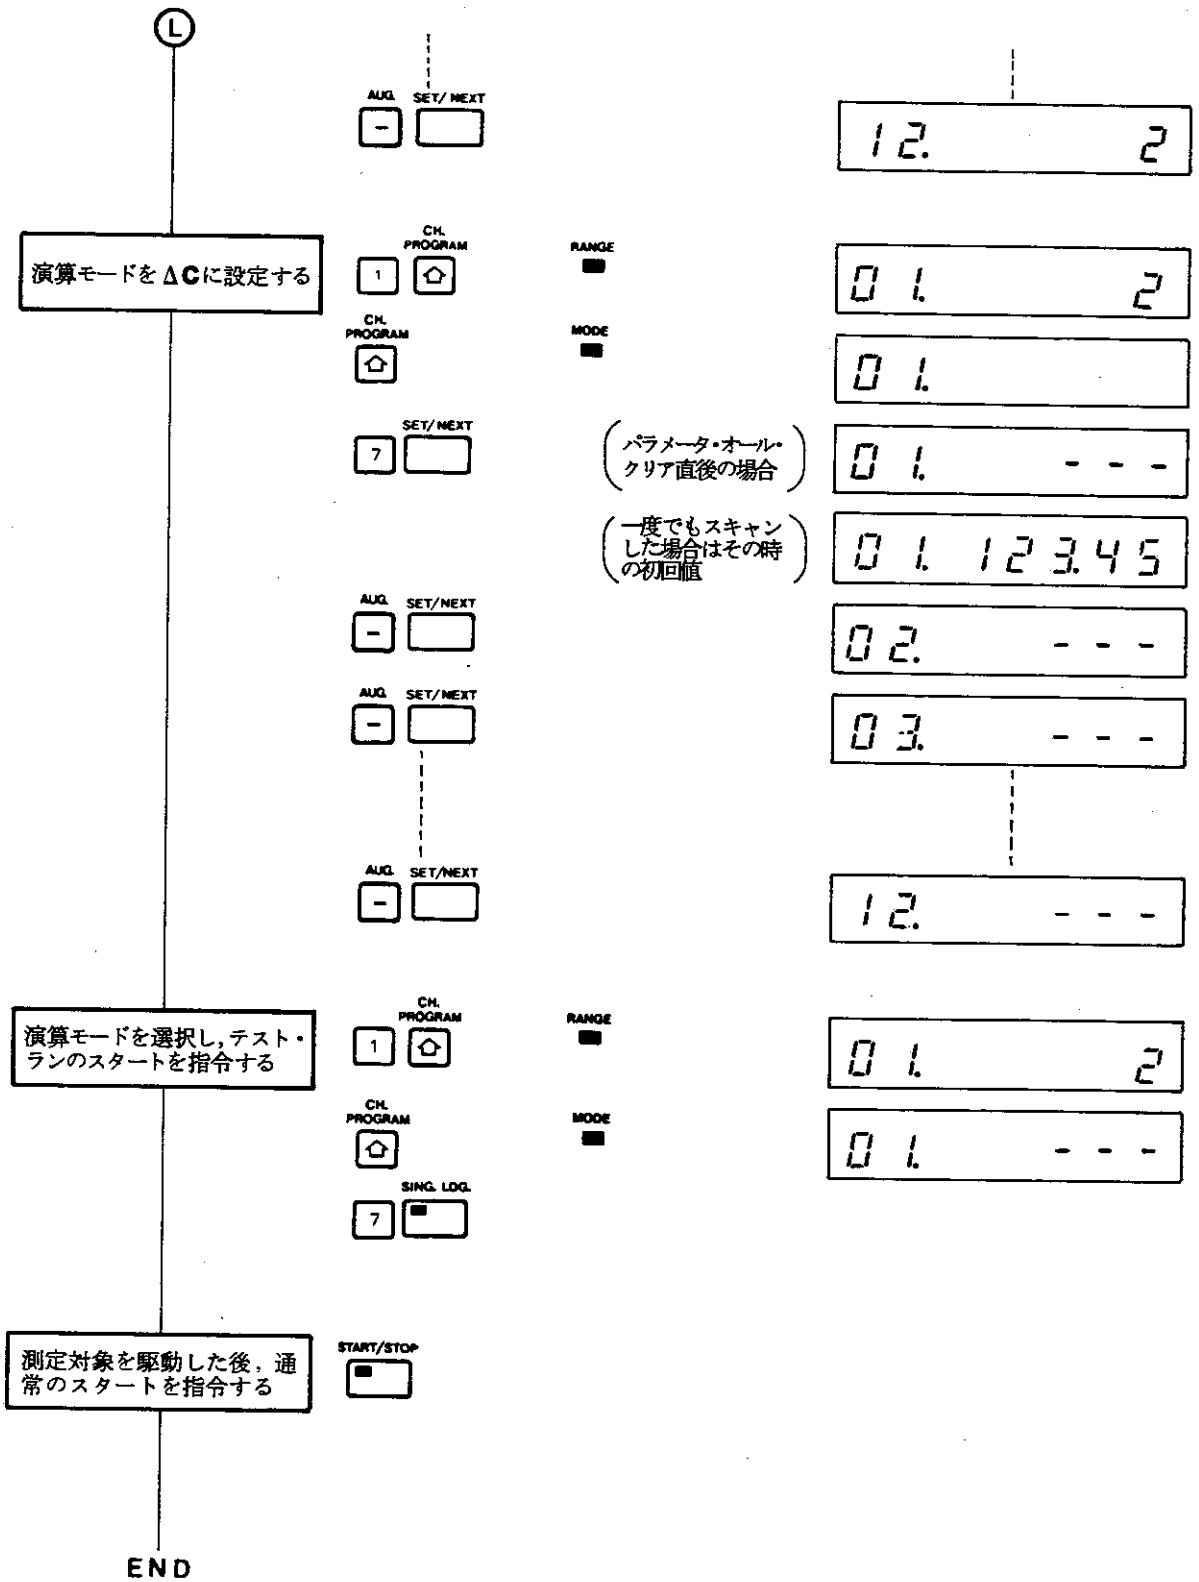 L
AUG. SET/NEXT
-
12. 2
演算モードをΔCに設定する
CH.
PROGRAM
1
RANGE
01. 2
CH.
PROGRAM
MODE
01.
SET/NEXT
7
パラメータ・オール・
クリア直後の場合
01. ---
一度でもスキャン
した場合はその時
の初回値
01. 123.45
AUG. SET/NEXT
-
02. ---
AUG. SET/NEXT
-
03. ---
AUG. SET/NEXT
-
12. ---
演算モードを選択し,テスト・
ランのスタートを指令する
CH.
PROGRAM
1
RANGE
01. 2
CH.
PROGRAM
MODE
01. ---
SING. LOG.
7
測定対象を駆動した後,通
常のスタートを指令する
START/STOP
END